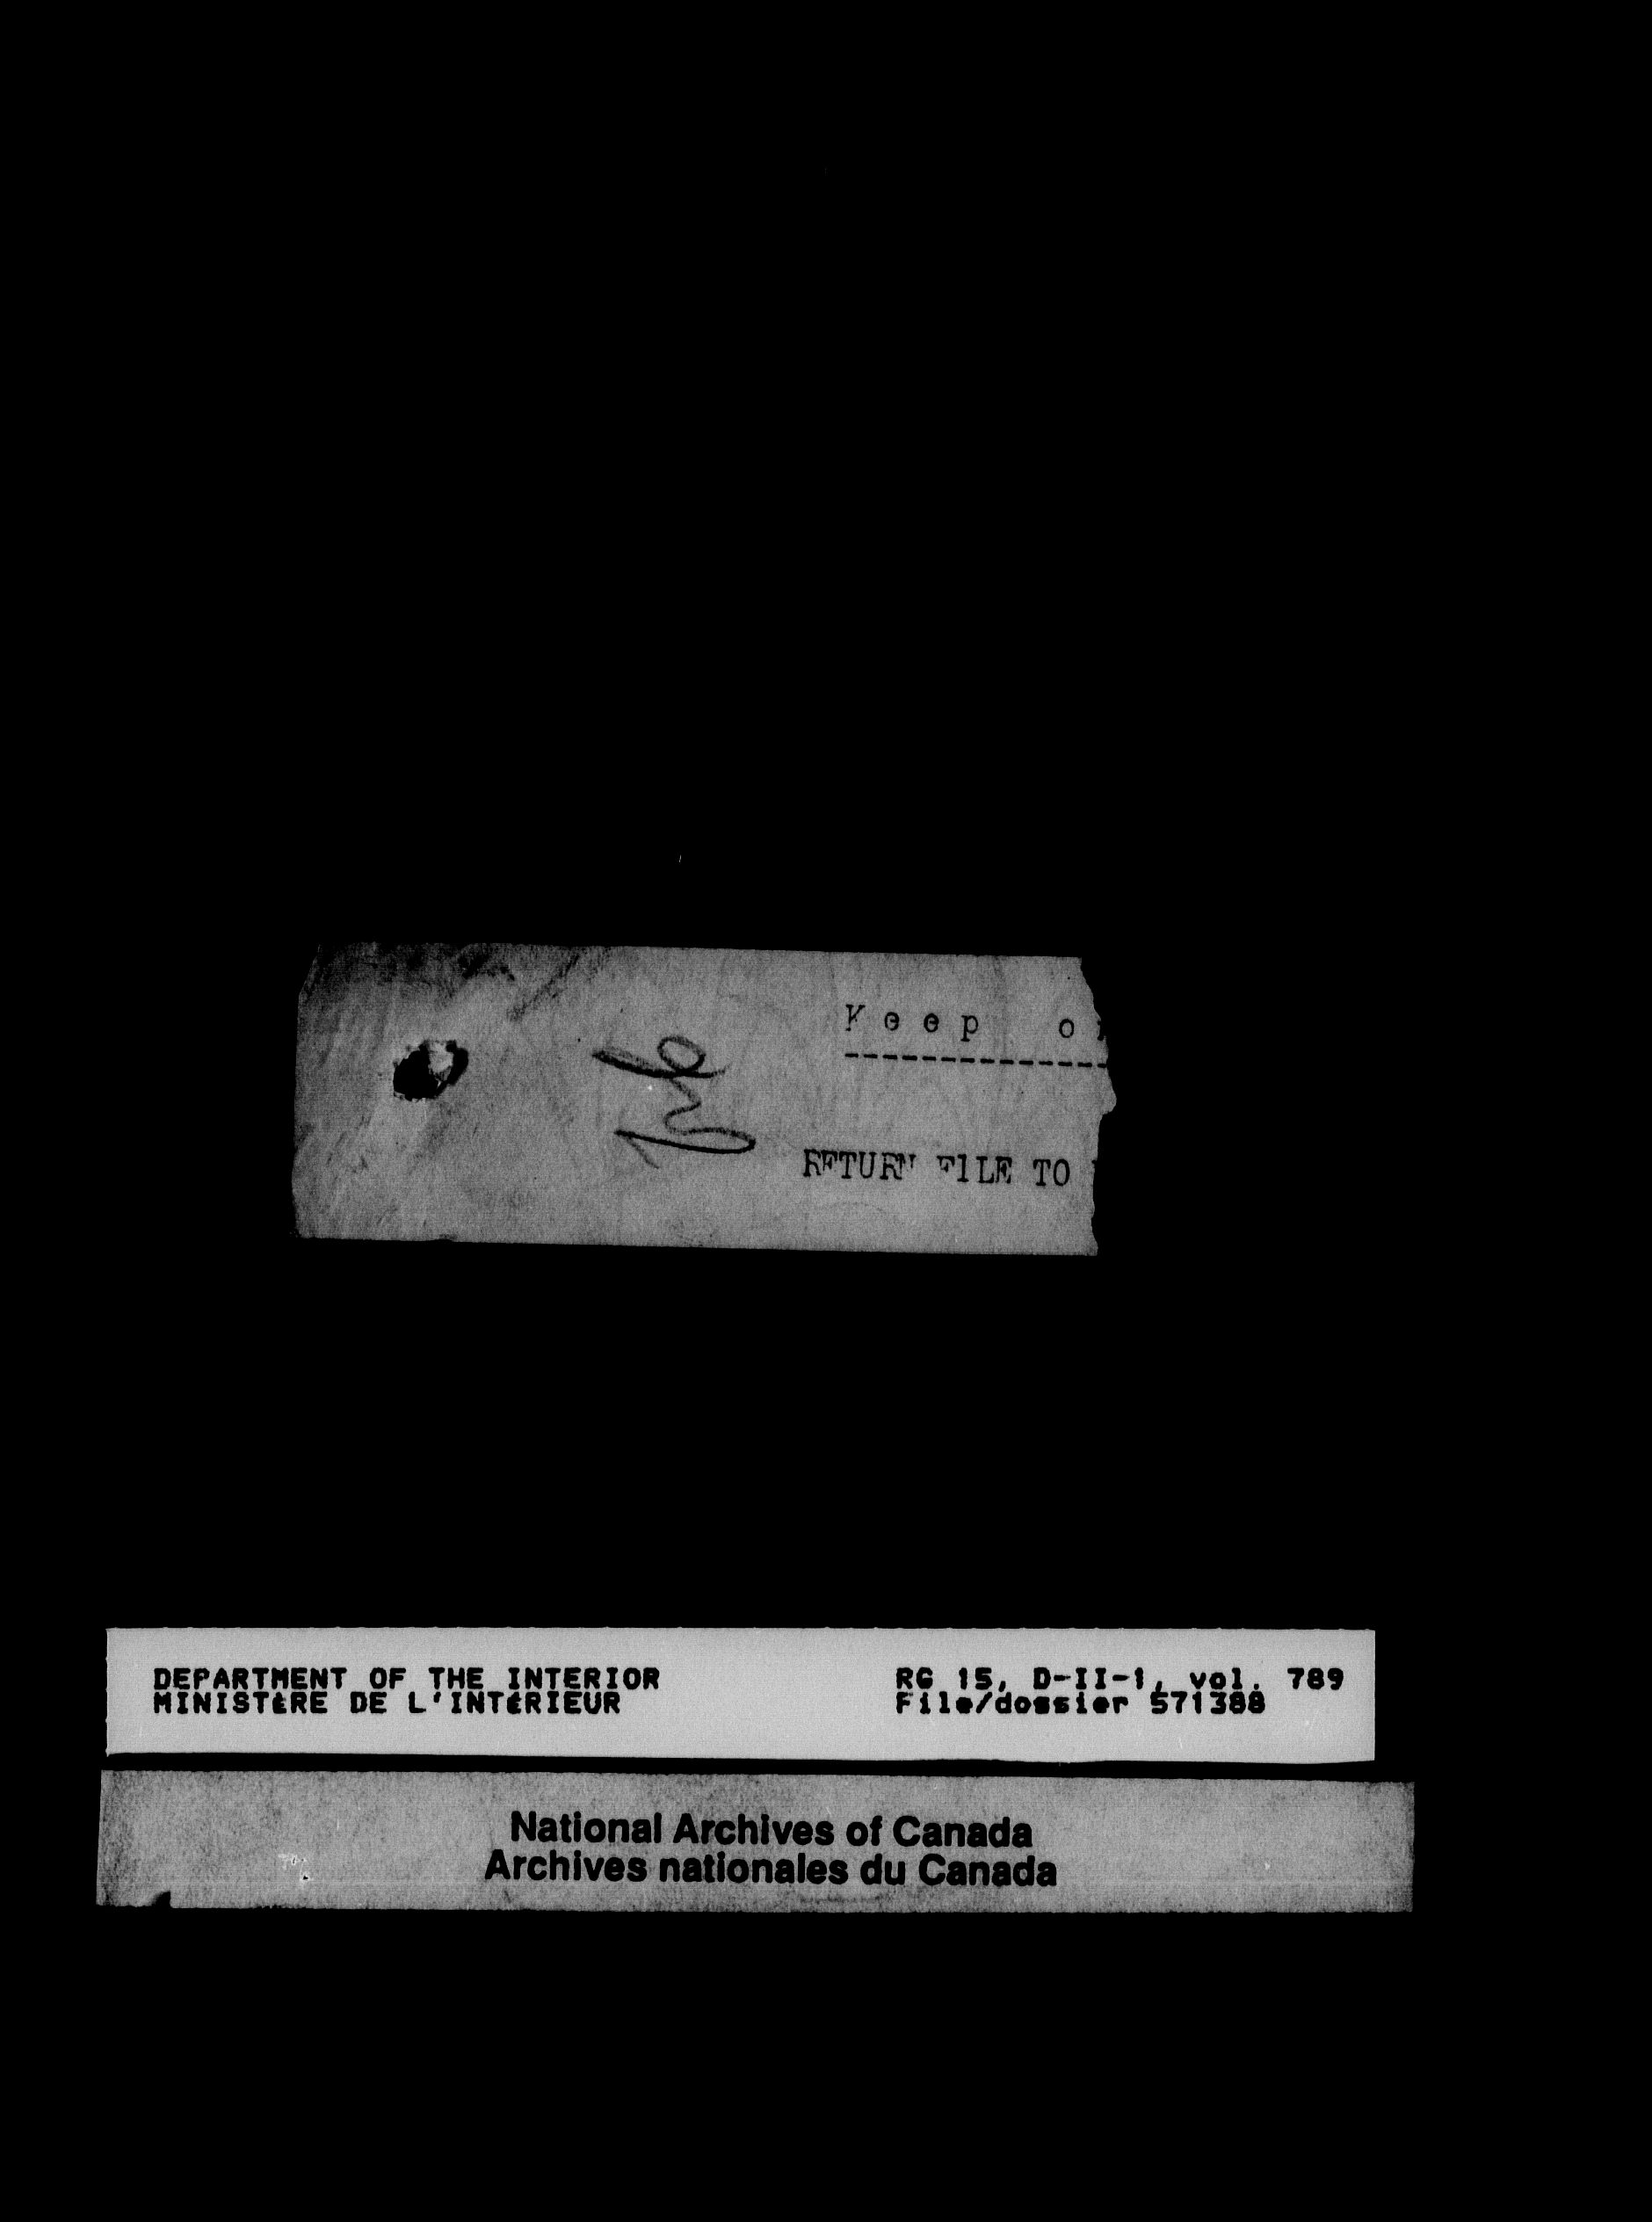 Keep o
RETURN FILE TO
DEPARTMENT OF THE INTERIOR
MINISTÈRE DE L'INTÉRIEUR
RG 15, D-II-1, vol. 789
File/dossier 571388
National Archives of Canada
Archives nationales du Canada